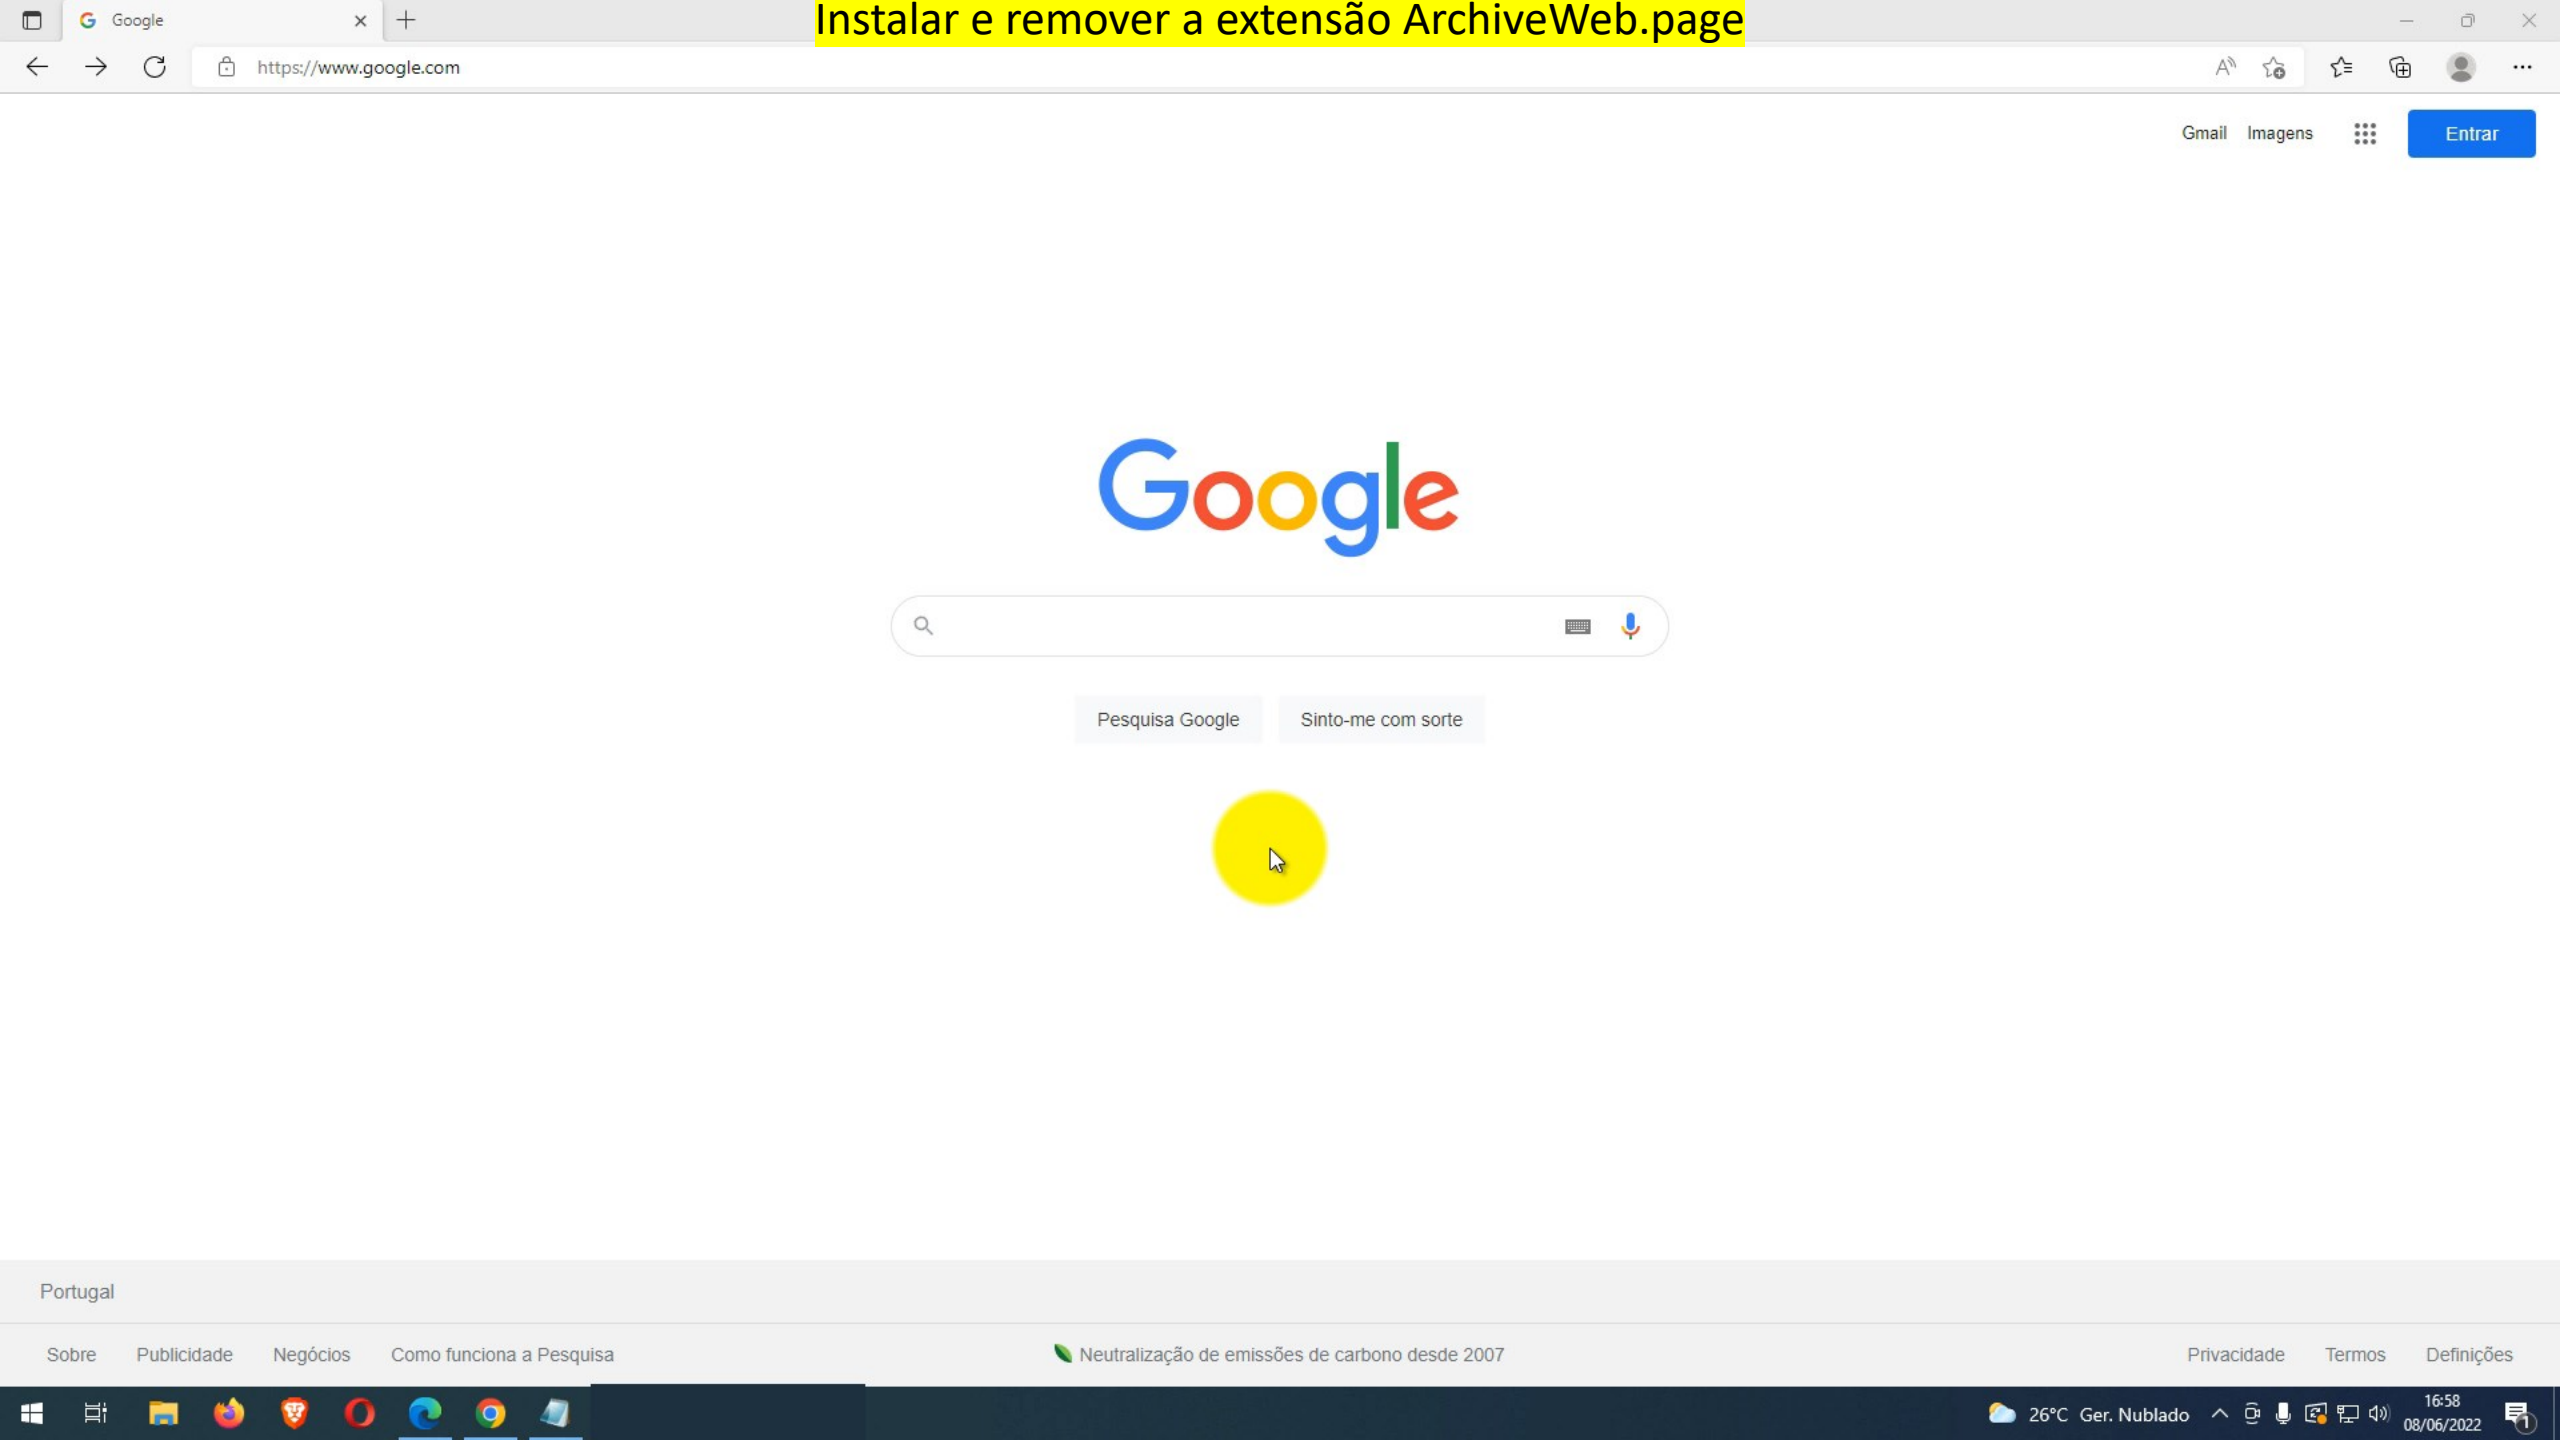 Instalar e remover a extensão ArchiveWeb.page
Google
https://www.google.com
Gmail Imagens Entrar
Google
Pesquisa Google Sinto-me com sorte
Portugal
Sobre Publicidade Negócios Como funciona a Pesquisa Neutralização de emissões de carbono desde 2007 Privacidade Termos Definições
26°C Ger. Nublado 16:58
08/06/2022 1